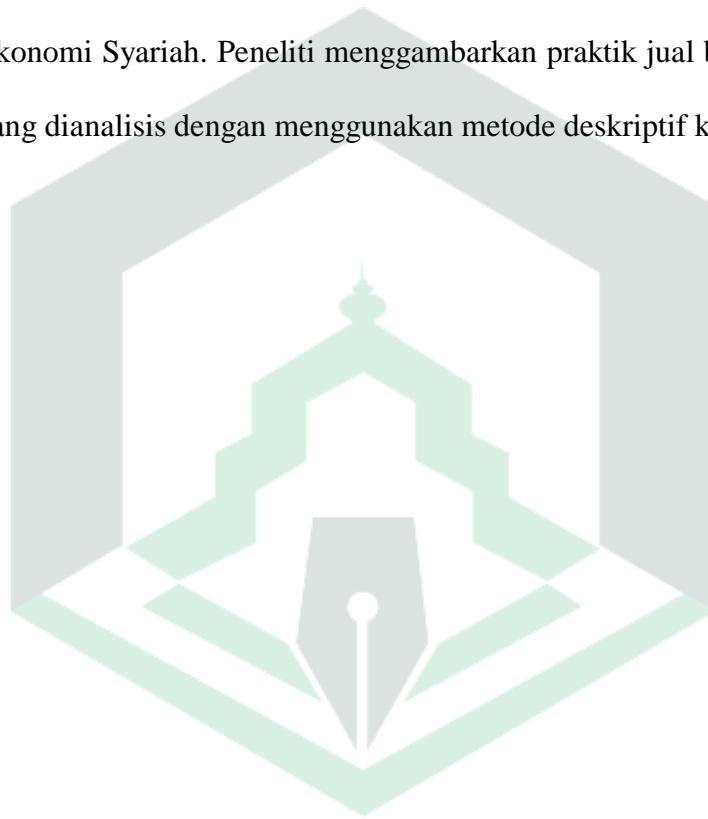 konomi Syariah. Peneliti menggambarkan praktik jual b
ang dianalisis dengan menggunakan metode deskriptif k